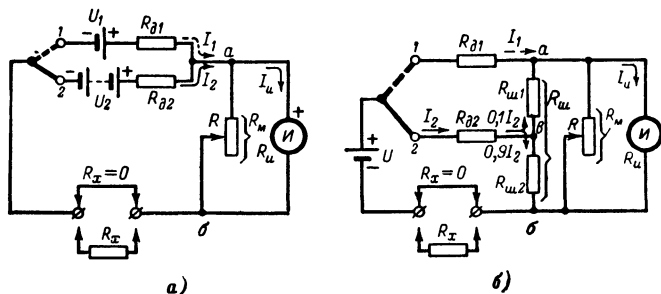 1 - U₁ + Rд1 I₁ а
2 - U₂ + Rд2 I₂
Iи
+
R Rм И
Rи
Rx=0
Rx
б
а)
1 Rд1 I₁ а
Iи
Rш1 Rш
I₂ Rд2 0,1I₂ в
2 0,9I₂
R Rм И
Rи
+
U
-
Rш2
Rx=0
Rx
б
б)